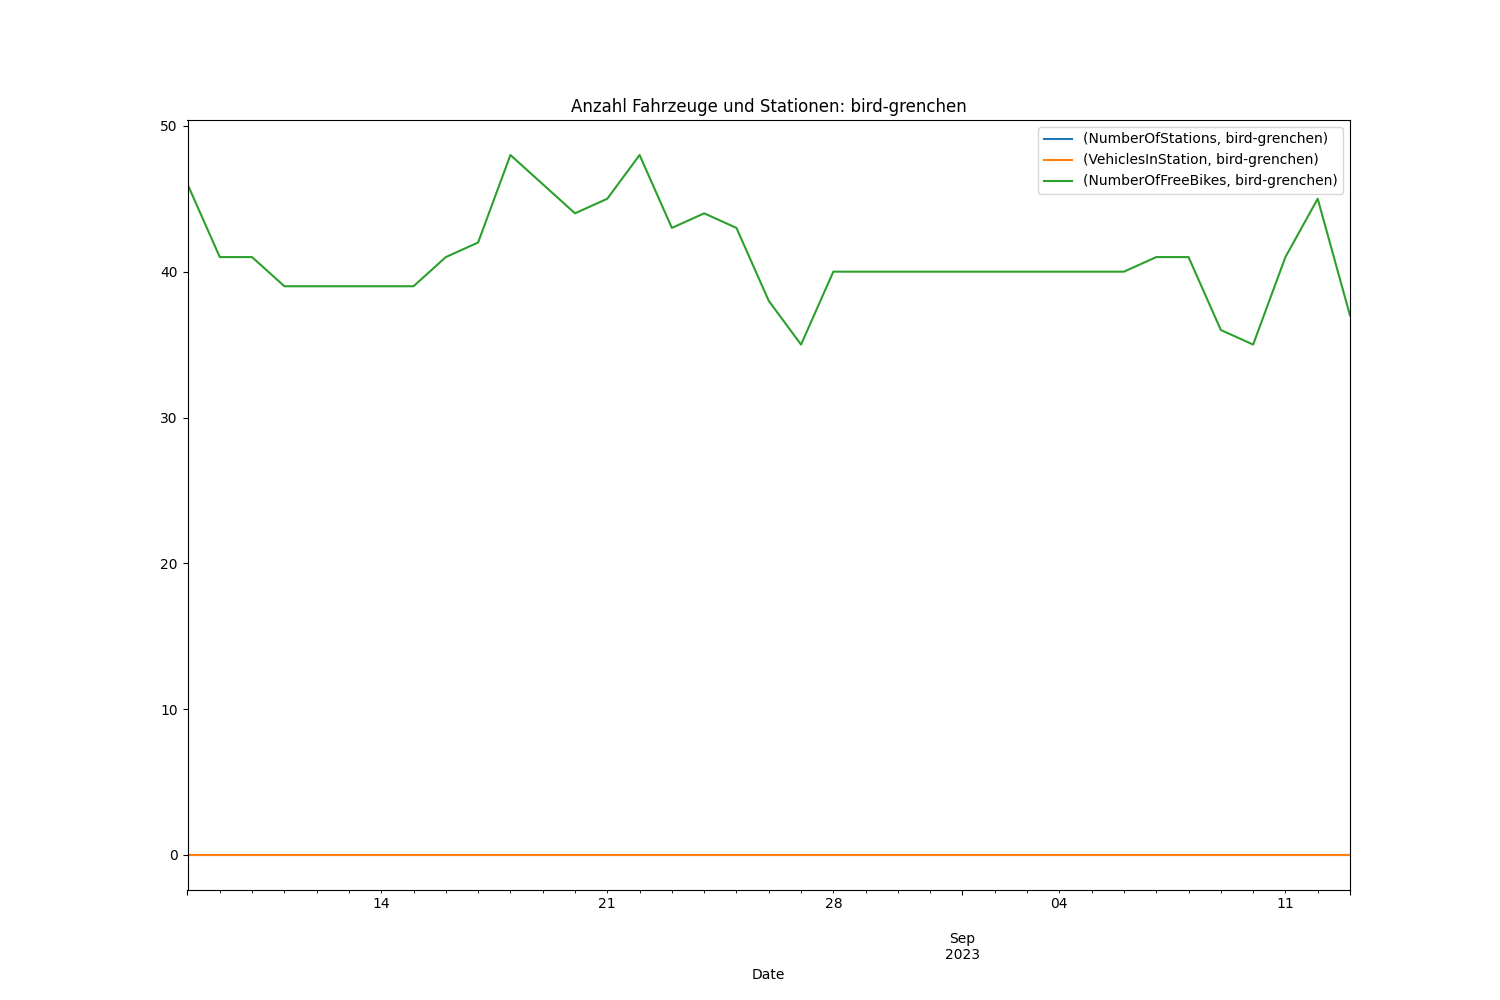 Anzahl Fahrzeuge und Stationen: bird-grenchen
(NumberOfStations, bird-grenchen)
(VehiclesInStation, bird-grenchen)
(NumberOfFreeBikes, bird-grenchen)
50
40
30
20
10
0
14
21
28
04
11
Sep
2023
Date